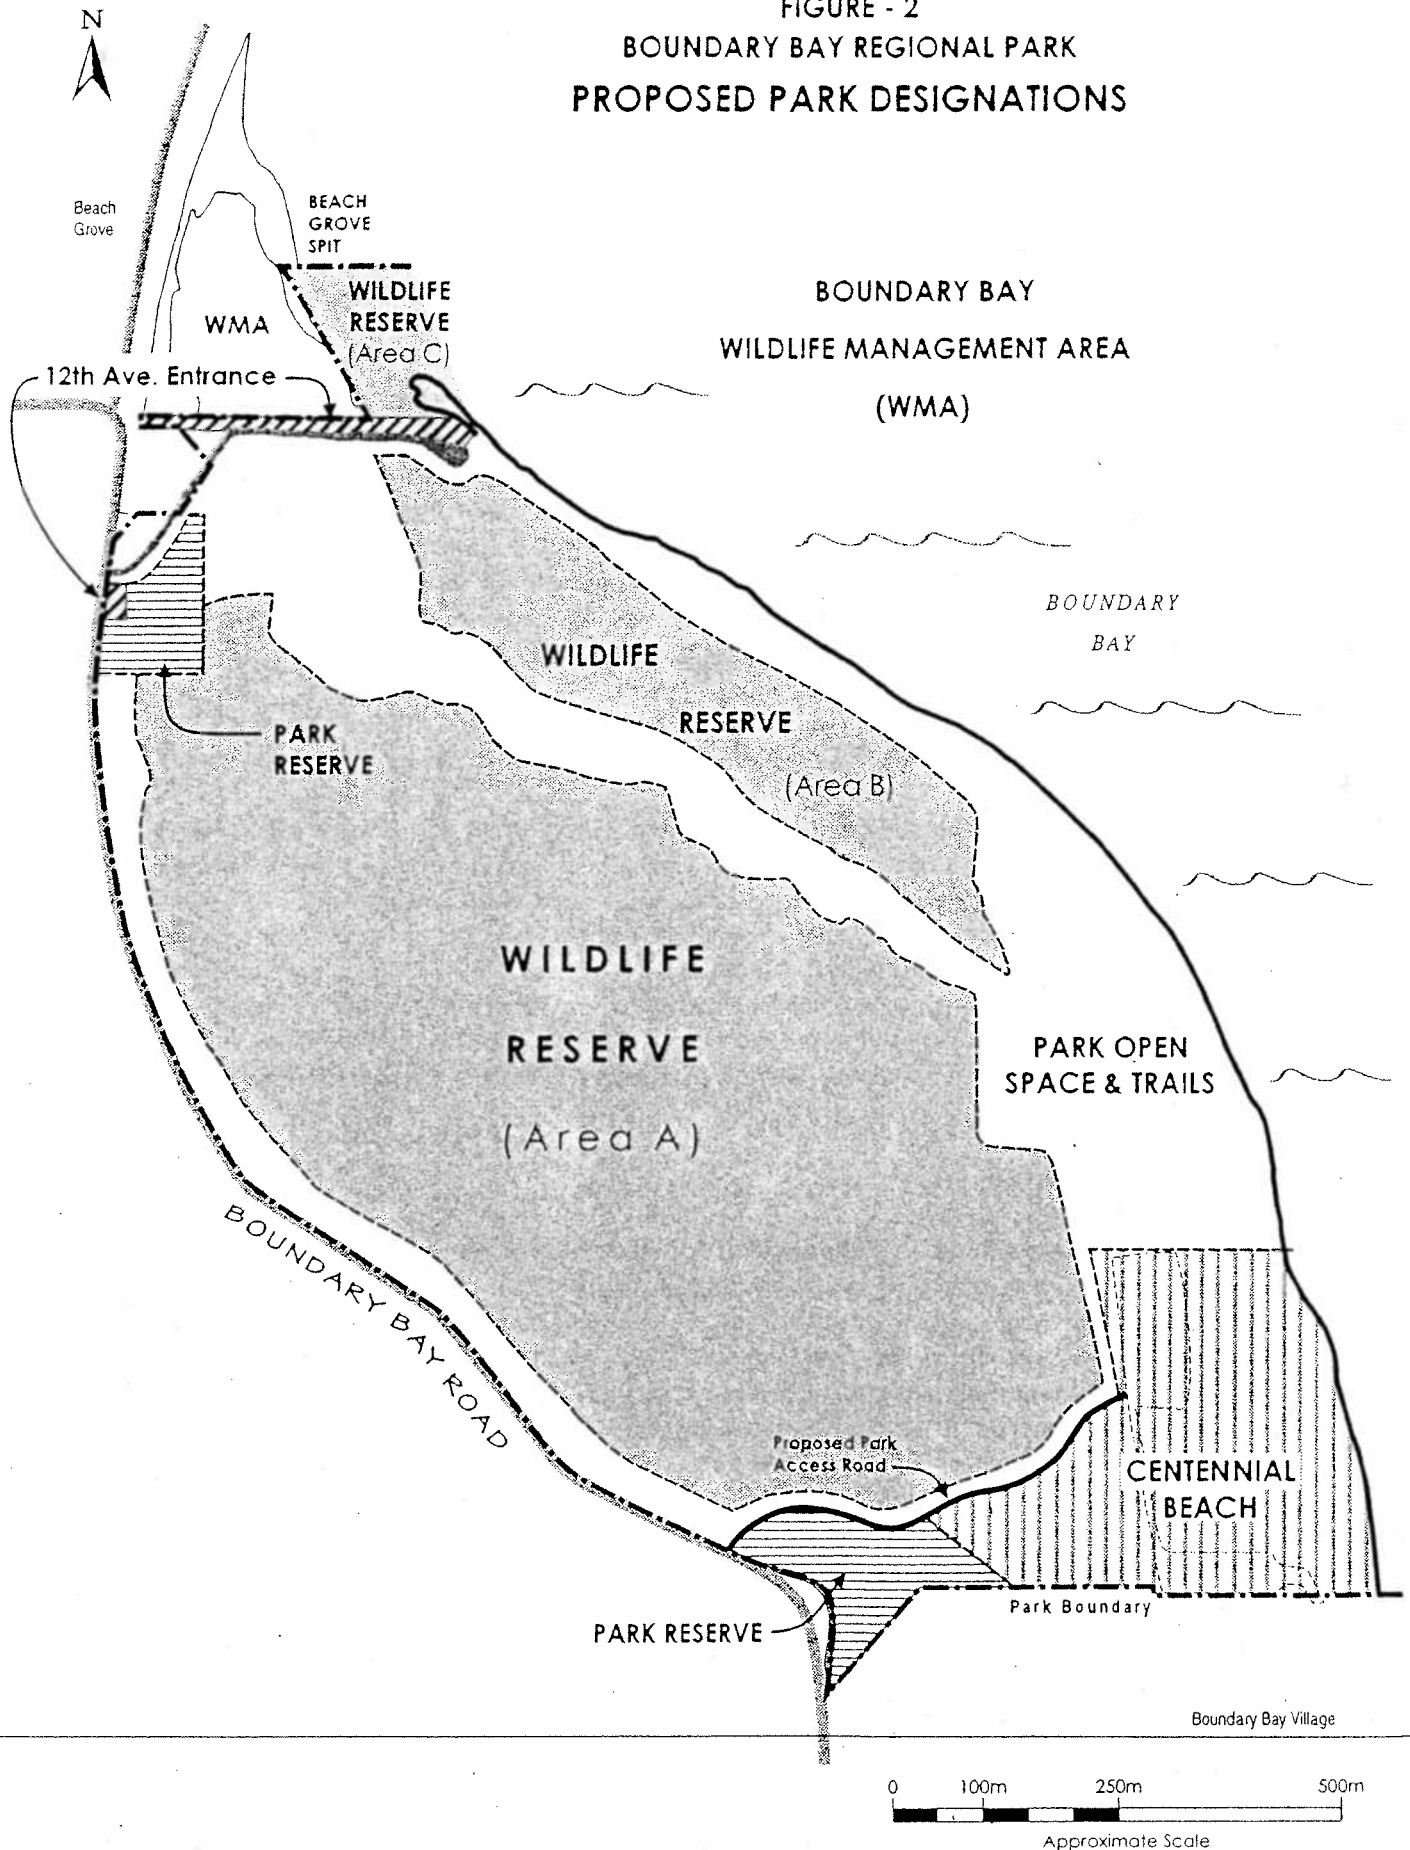 FIGURE - 2
BOUNDARY BAY REGIONAL PARK
PROPOSED PARK DESIGNATIONS
N
Beach
Grove
BEACH
GROVE
SPIT
WILDLIFE
RESERVE
(Area C)
WMA
BOUNDARY BAY
WILDLIFE MANAGEMENT AREA
(WMA)
12th Ave. Entrance
BOUNDARY
BAY
WILDLIFE
RESERVE
(Area B)
PARK
RESERVE
WILDLIFE
RESERVE
(Area A)
PARK OPEN
SPACE & TRAILS
BOUNDARY BAY ROAD
Proposed Park
Access Road
CENTENNIAL
BEACH
Park Boundary
PARK RESERVE
Boundary Bay Village
0 100m 250m 500m
Approximate Scale